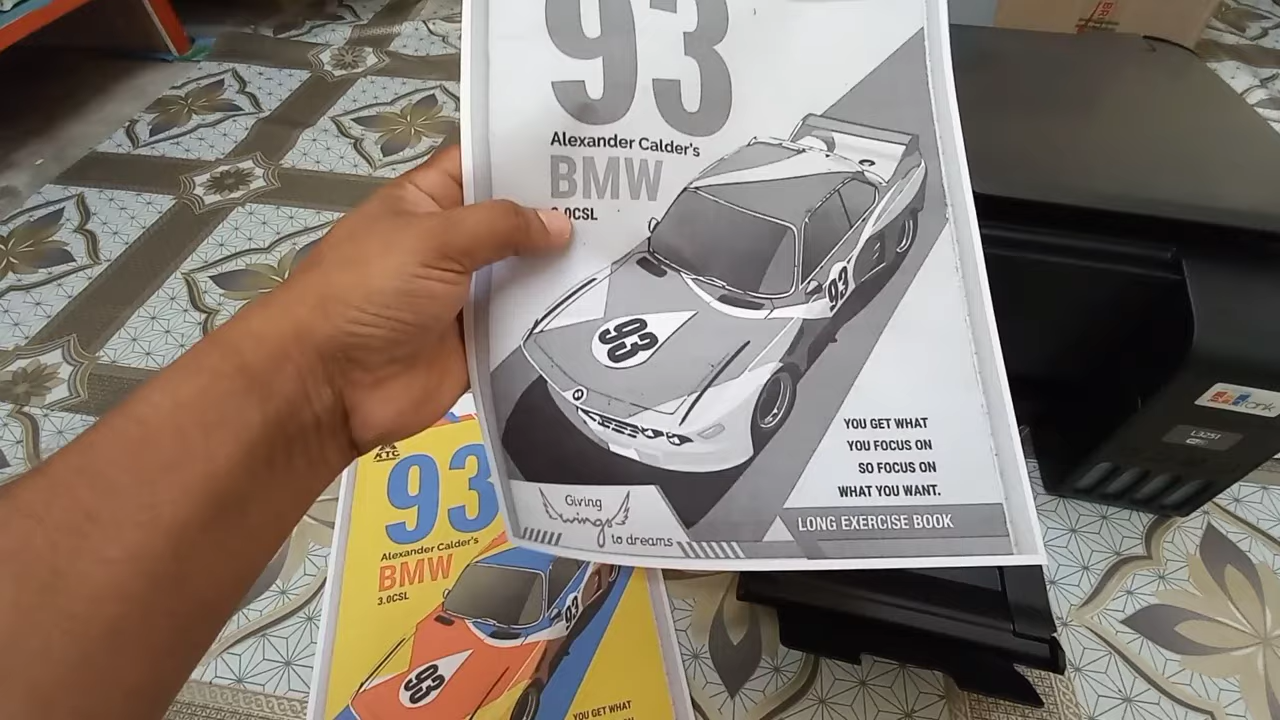 93
Alexander Calder's
BMW
3.0CSL
93
93
YOU GET WHAT
YOU FOCUS ON
SO FOCUS ON
WHAT YOU WANT.
Giving
wings
to dreams
LONG EXERCISE BOOK
KTC
93
Alexander Calder's
BMW
3.0CSL
93
93
YOU GET WHAT
L3251